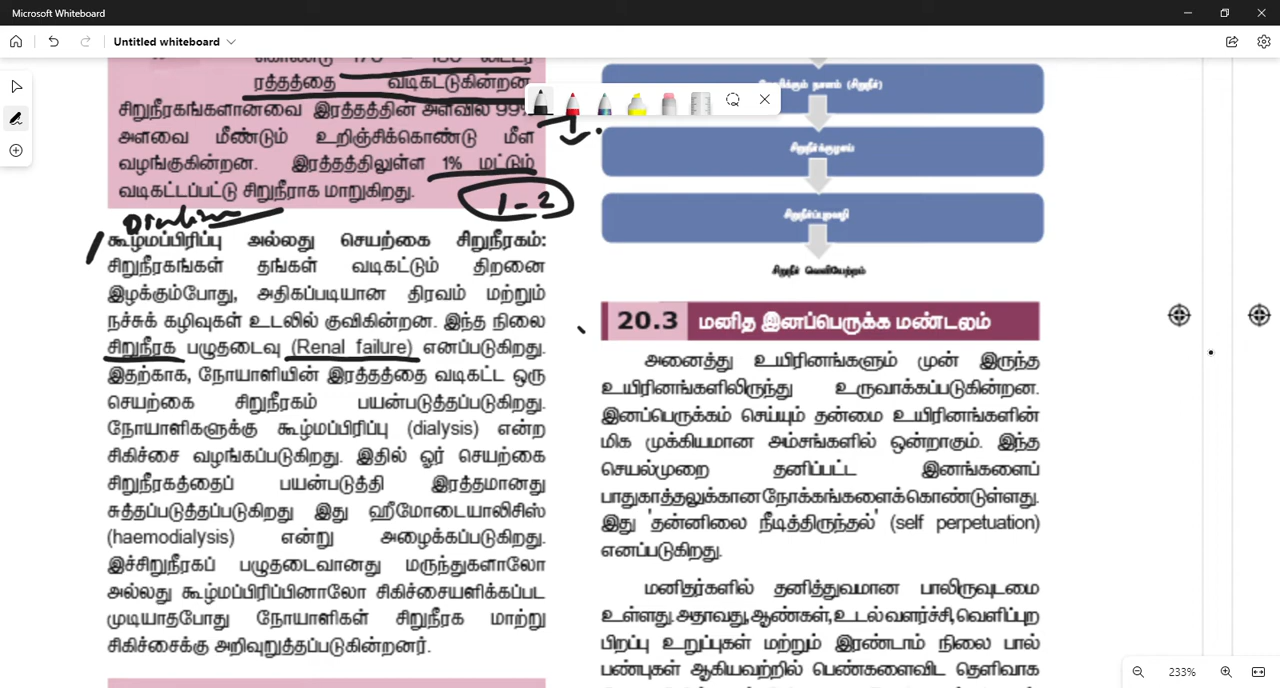 Microsoft Whiteboard
Untitled whiteboard
ரத்தத்தை வடிகட்டுகின்றன
சிறுநீரகங்களானவை இரத்தத்தின் அளவில் 99%
அளவை மீண்டும் உறிஞ்சிக்கொண்டு மீள
வழங்குகின்றன. இரத்தத்திலுள்ள 1% மட்டும்
வடிகட்டப்பட்டு சிறுநீராக மாறுகிறது.
1-2
கூழ்மப்பிரிப்பு அல்லது செயற்கை சிறுநீரகம்:
சிறுநீரகங்கள் தங்கள் வடிகட்டும் திறனை
இழக்கும்போது, அதிகப்படியான திரவம் மற்றும்
நச்சுக் கழிவுகள் உடலில் குவிகின்றன. இந்த நிலை
சிறுநீரக பழுதடைவு (Renal failure) எனப்படுகிறது.
இதற்காக, நோயாளியின் இரத்தத்தை வடிகட்ட ஒரு
செயற்கை சிறுநீரகம் பயன்படுத்தப்படுகிறது.
நோயாளிகளுக்கு கூழ்மப்பிரிப்பு (dialysis) என்ற
சிகிச்சை வழங்கப்படுகிறது. இதில் ஓர் செயற்கை
சிறுநீரகத்தைப் பயன்படுத்தி இரத்தமானது
சுத்தப்படுத்தப்படுகிறது இது ஹீமோடையாலிசிஸ்
(haemodialysis) என்று அழைக்கப்படுகிறது.
இச்சிறுநீரகப் பழுதடைவானது மருந்துகளாலோ
அல்லது கூழ்மப்பிரிப்பினாலோ சிகிச்சையளிக்கப்பட
முடியாதபோது நோயாளிகள் சிறுநீரக மாற்று
சிகிச்சைக்கு அறிவுறுத்தப்படுகின்றனர்.
நாளம் (சிறுநீர்)
சிறுநீர்க்குழாய்
சிறுநீர்ப்புறவழி
சிறுநீர் வெளியேற்றம்
20.3 மனித இனப்பெருக்க மண்டலம்
அனைத்து உயிரினங்களும் முன் இருந்த
உயிரினங்களிலிருந்து உருவாக்கப்படுகின்றன.
இனப்பெருக்கம் செய்யும் தன்மை உயிரினங்களின்
மிக முக்கியமான அம்சங்களில் ஒன்றாகும். இந்த
செயல்முறை தனிப்பட்ட இனங்களைப்
பாதுகாத்தலுக்கான நோக்கங்களைக் கொண்டுள்ளது.
இது 'தன்னிலை நீடித்திருந்தல்' (self perpetuation)
எனப்படுகிறது.
மனிதர்களில் தனித்துவமான பாலிருவுடமை
உள்ளது. அதாவது, ஆண்கள், உடல் வளர்ச்சி, வெளிப்புற
பிறப்பு உறுப்புகள் மற்றும் இரண்டாம் நிலை பால்
பண்புகள் ஆகியவற்றில் பெண்களைவிட தெளிவாக
233%